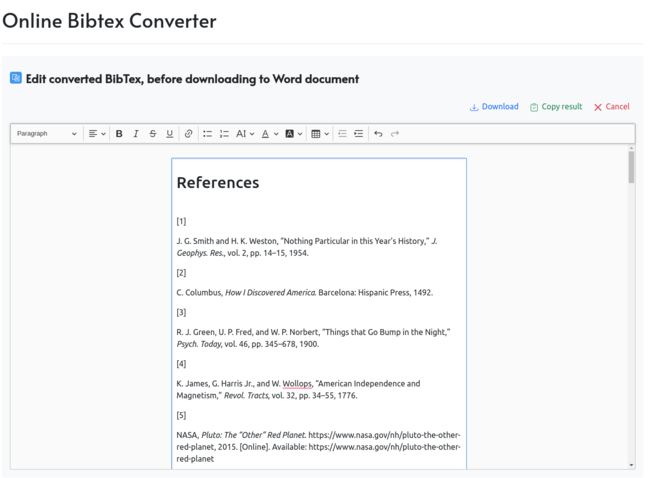 Online Bibtex Converter
Edit converted BibTex, before downloading to Word document
Download Copy result Cancel
Paragraph B I S U AI A A
References
[1]
J. G. Smith and H. K. Weston, “Nothing Particular in this Year's History,” J.
Geophys. Res., vol. 2, pp. 14–15, 1954.
[2]
C. Columbus, How I Discovered America. Barcelona: Hispanic Press, 1492.
[3]
R. J. Green, U. P. Fred, and W. P. Norbert, “Things that Go Bump in the Night,”
Psych. Today, vol. 46, pp. 345–678, 1900.
[4]
K. James, G. Harris Jr., and W. Wollops, “American Independence and
Magnetism,” Revol. Tracts, vol. 32, pp. 34–55, 1776.
[5]
NASA, Pluto: The “Other” Red Planet. https://www.nasa.gov/nh/pluto-the-other-
red-planet, 2015. [Online]. Available: https://www.nasa.gov/nh/pluto-the-other-
red-planet